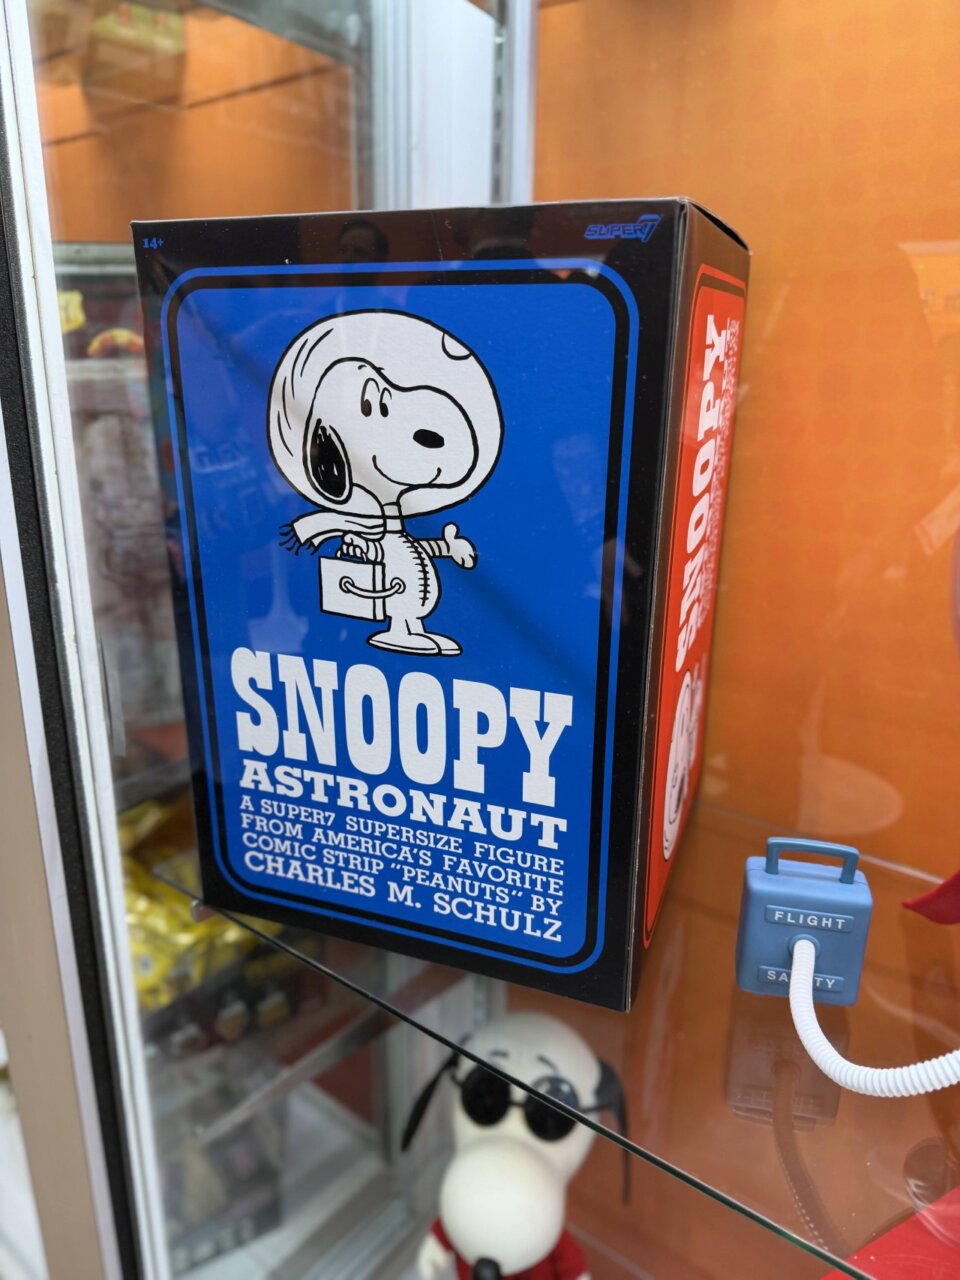 14+
SUPER7
SNOOPY
ASTRONAUT
A SUPER7 SUPERSIZE FIGURE
FROM AMERICA'S FAVORITE
COMIC STRIP "PEANUTS" BY
CHARLES M. SCHULZ
SNOOPY
FLIGHT
SAFETY